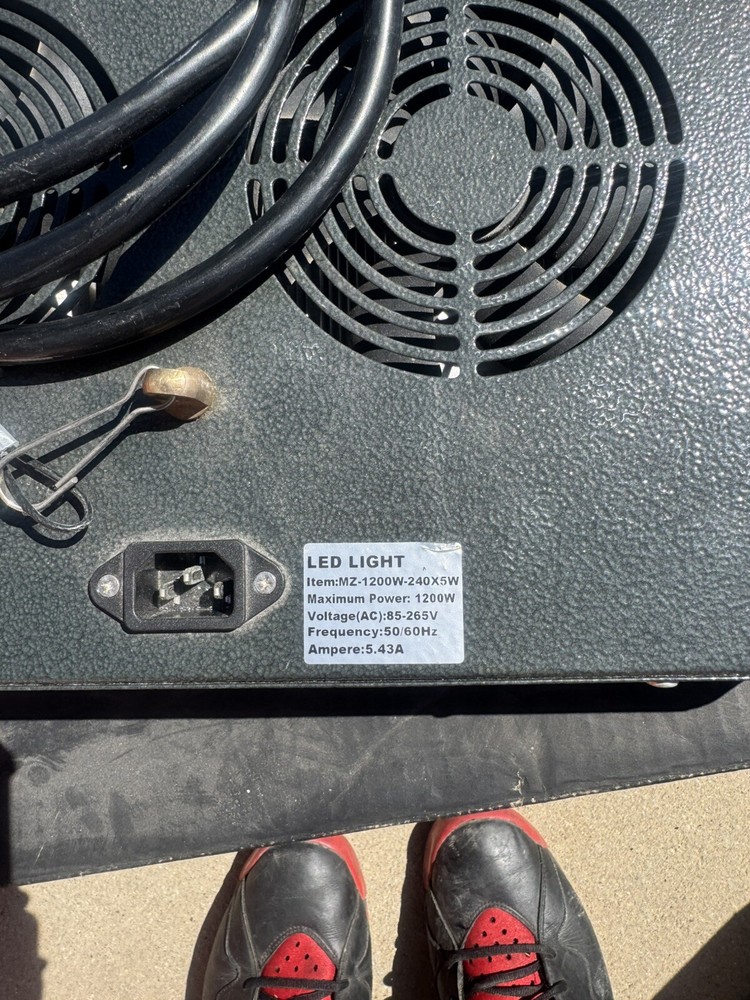 LED LIGHT
Item:MZ-1200W-240X5W
Maximum Power: 1200W
Voltage(AC):85-265V
Frequency:50/60Hz
Ampere:5.43A